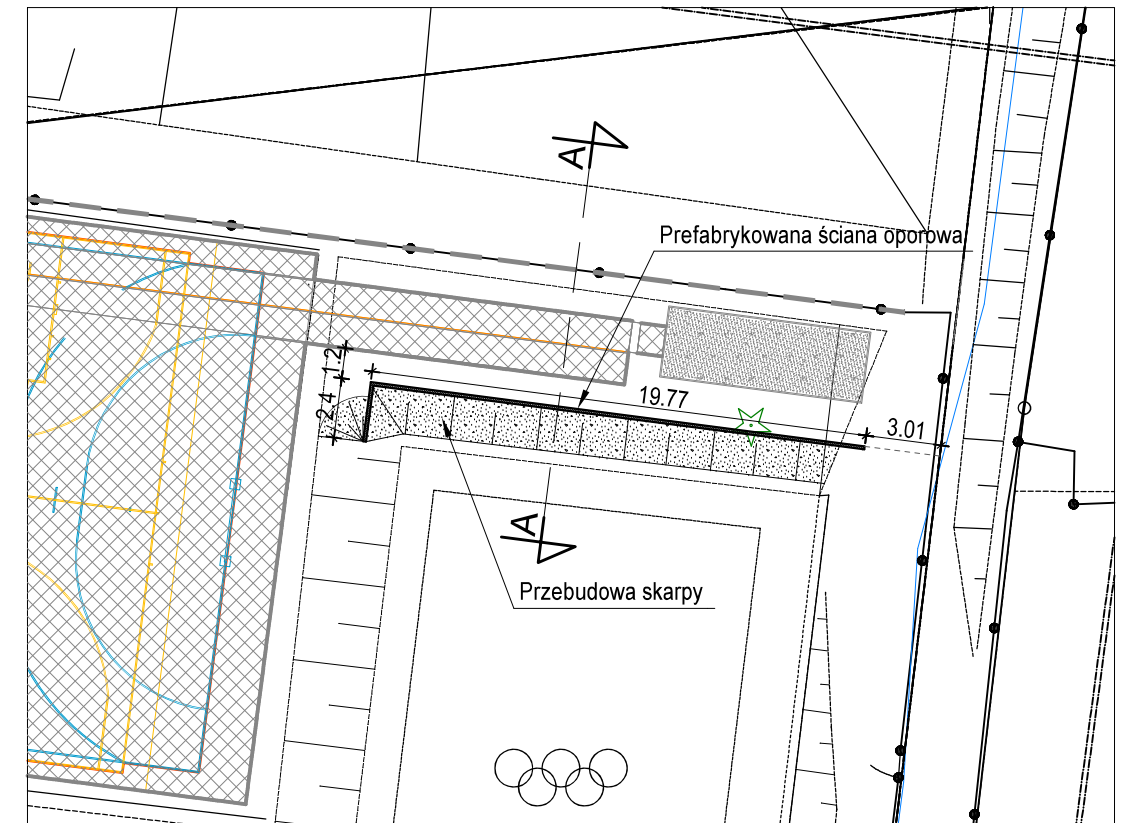 A
Prefabrykowana ściana oporowa
1.2
2.4
19.77
3.01
A
Przebudowa skarpy